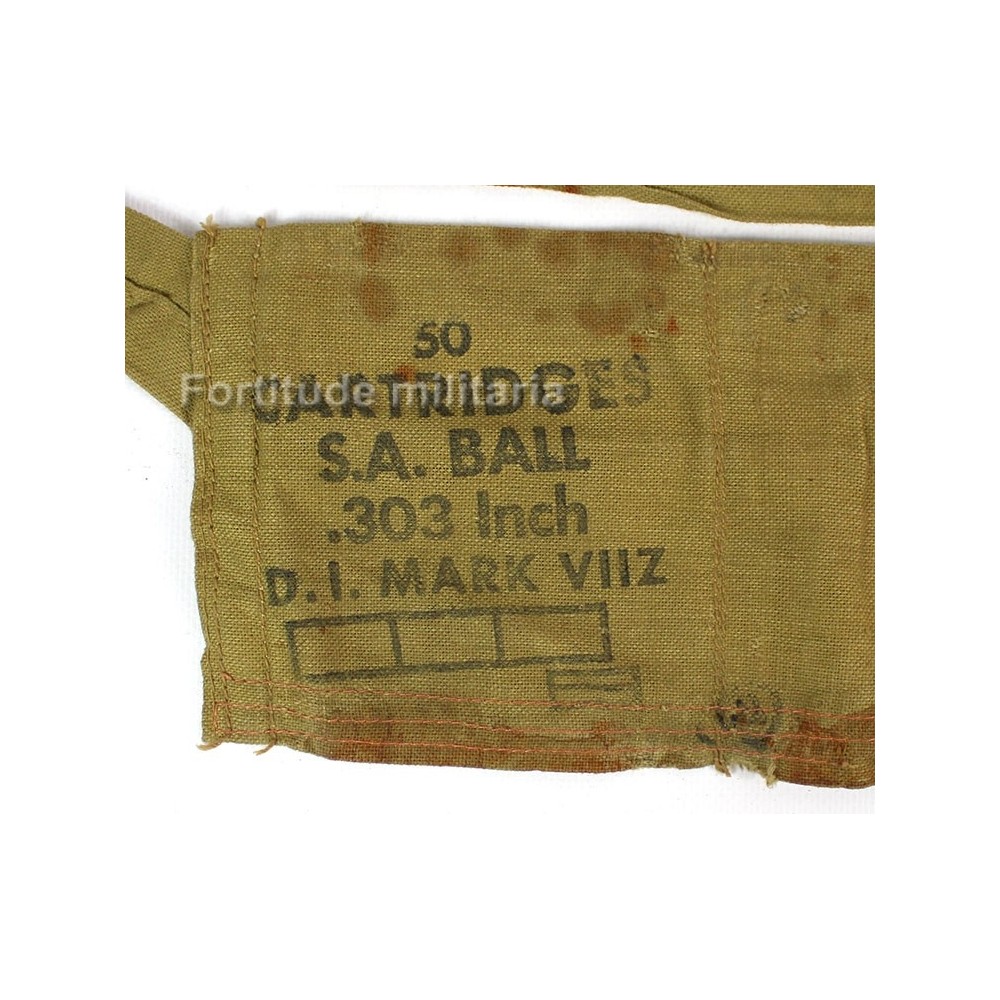 50
CARTRIDGES
Fortitude militaria
S.A. BALL
.303 Inch
D.I. MARK VIIZ